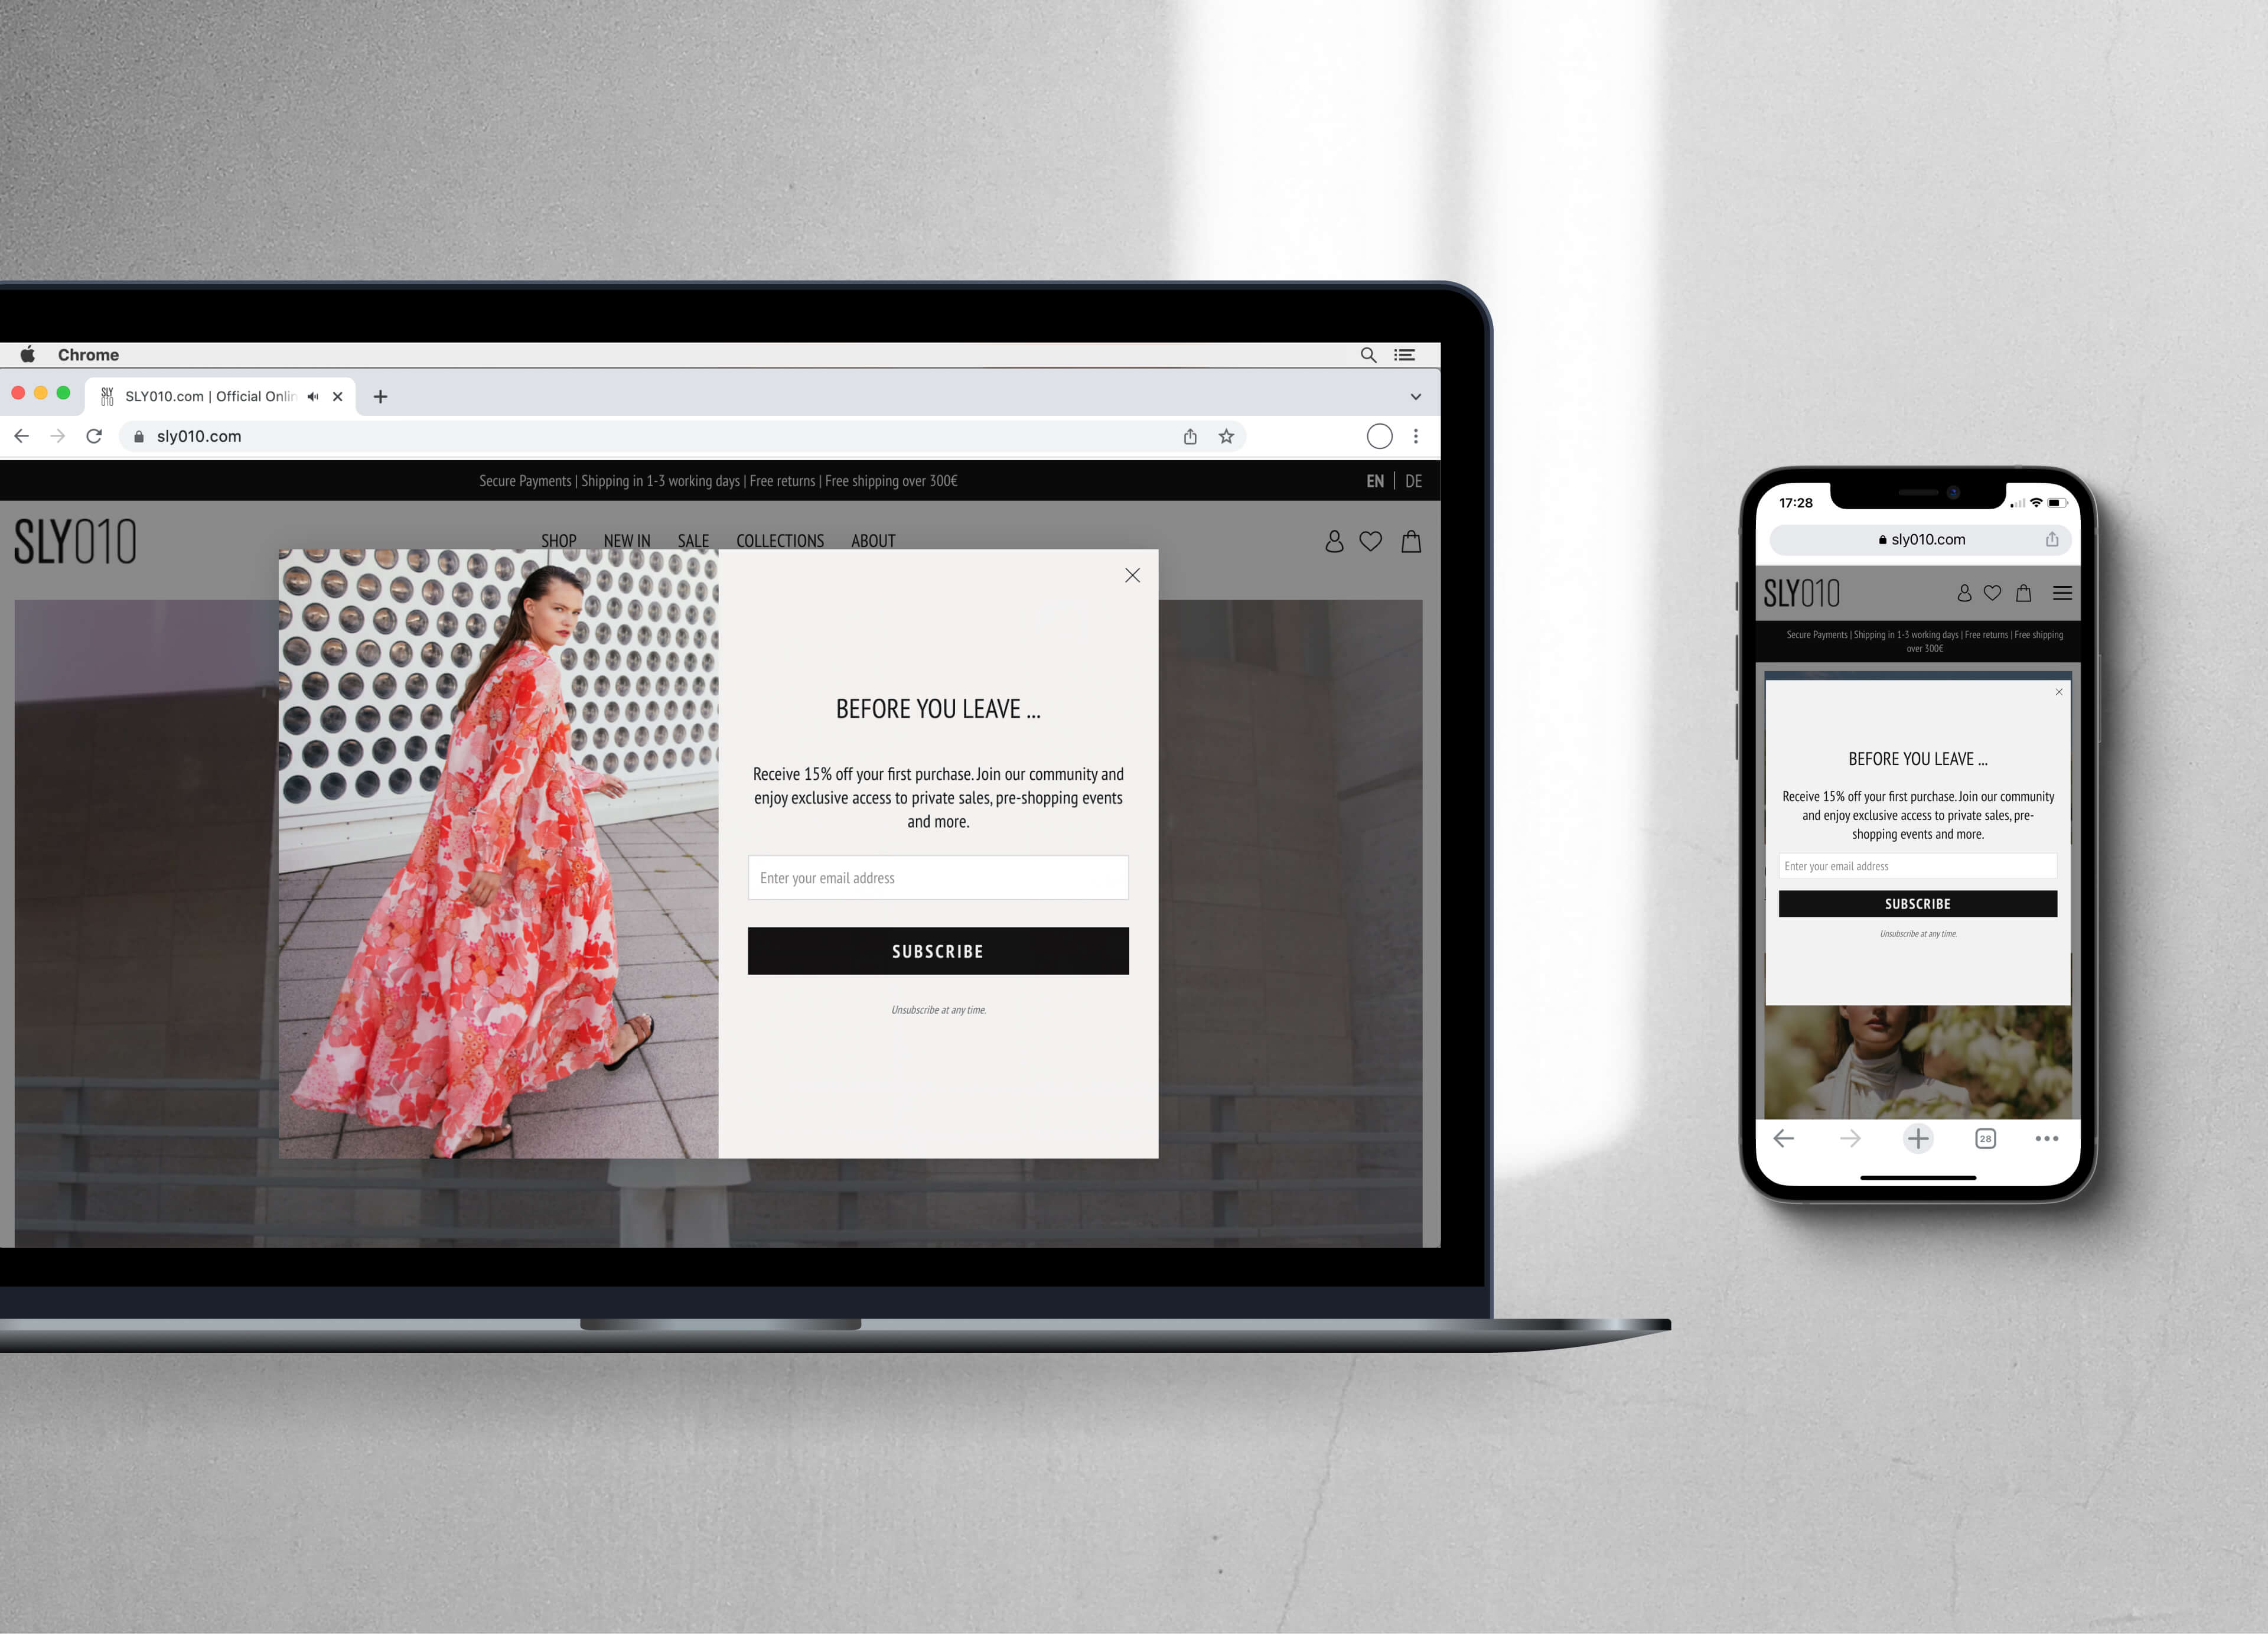 Chrome
SLY
010
SLY010.com | Official Onlin
sly010.com
Secure Payments | Shipping in 1-3 working days | Free returns | Free shipping over 300€
EN | DE
SLY010
SHOP NEW IN SALE COLLECTIONS ABOUT
BEFORE YOU LEAVE ...
Receive 15% off your first purchase. Join our community and
enjoy exclusive access to private sales, pre-shopping events
and more.
Enter your email address
SUBSCRIBE
Unsubscribe at any time.
17:28
sly010.com
SLY010
Secure Payments | Shipping in 1-3 working days | Free returns | Free shipping
over 300€
BEFORE YOU LEAVE ...
Receive 15% off your first purchase. Join our community
and enjoy exclusive access to private sales, pre-
shopping events and more.
Enter your email address
SUBSCRIBE
Unsubscribe at any time.
28